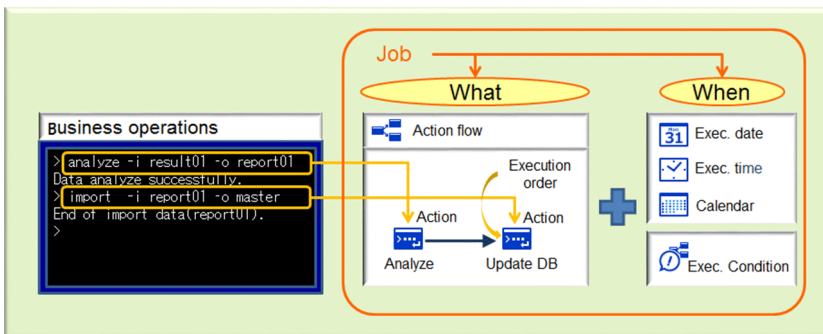 Job
What
When
Business operations
> analyze -i result01 -o report01
Data analyze successfully.
> import -i report01 -o master
End of import data(report01).
>
Action flow
Execution
order
Action
Action
Analyze
Update DB
31
Exec. date
Exec. time
Calendar
Exec. Condition